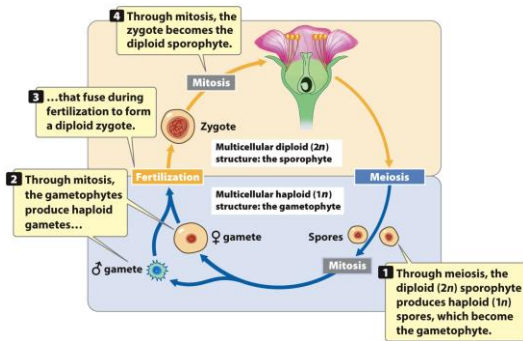 4 Through mitosis, the
zygote becomes the
diploid sporophyte.
Mitosis
3 …that fuse during
fertilization to form
a diploid zygote.
Zygote
Multicellular diploid (2n)
structure: the sporophyte
Fertilization
Meiosis
Multicellular haploid (1n)
structure: the gametophyte
2 Through mitosis,
the gametophytes
produce haploid
gametes…
♀ gamete
♂ gamete
Spores
Mitosis
1 Through meiosis, the
diploid (2n) sporophyte
produces haploid (1n)
spores, which become
the gametophyte.